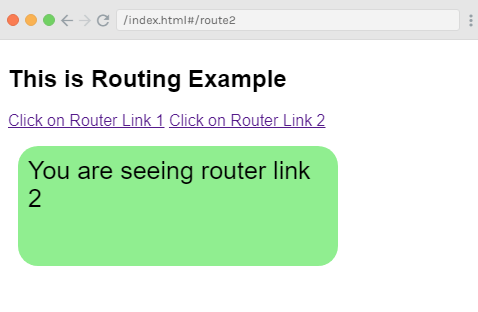 /index.html#/route2
This is Routing Example
Click on Router Link 1 Click on Router Link 2
You are seeing router link
2